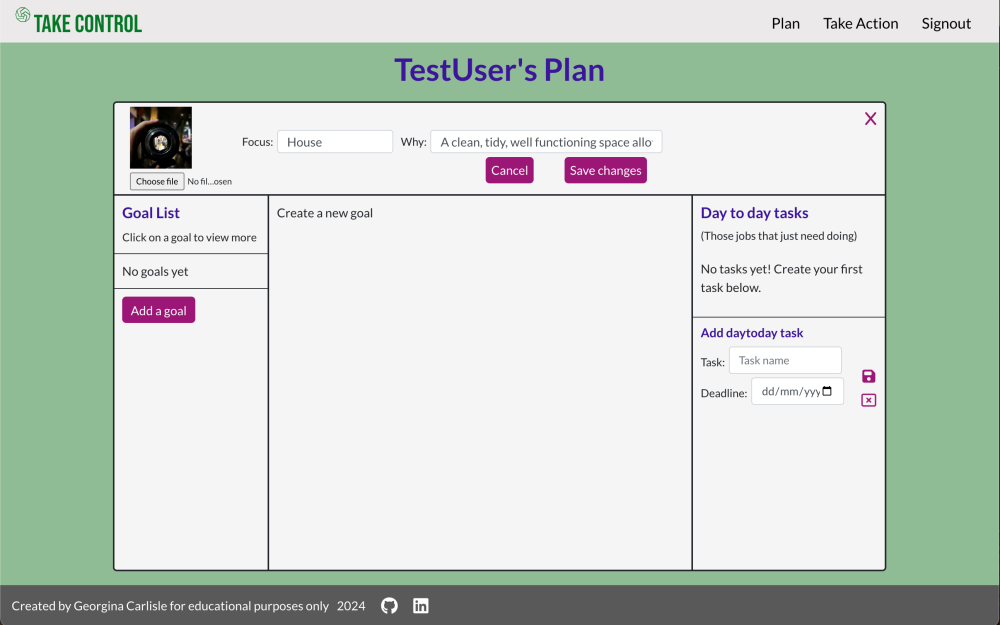 TAKE CONTROL
Plan
Take Action
Signout
TestUser's Plan
Focus: House
Why: A clean, tidy, well functioning space allo
Choose file No fil...osen
Cancel
Save changes
Goal List
Click on a goal to view more
No goals yet
Add a goal
Create a new goal
Day to day tasks
(Those jobs that just need doing)
No tasks yet! Create your first
task below.
Add daytoday task
Task: Task name
Deadline: dd/mm/yyy
Created by Georgina Carlisle for educational purposes only 2024